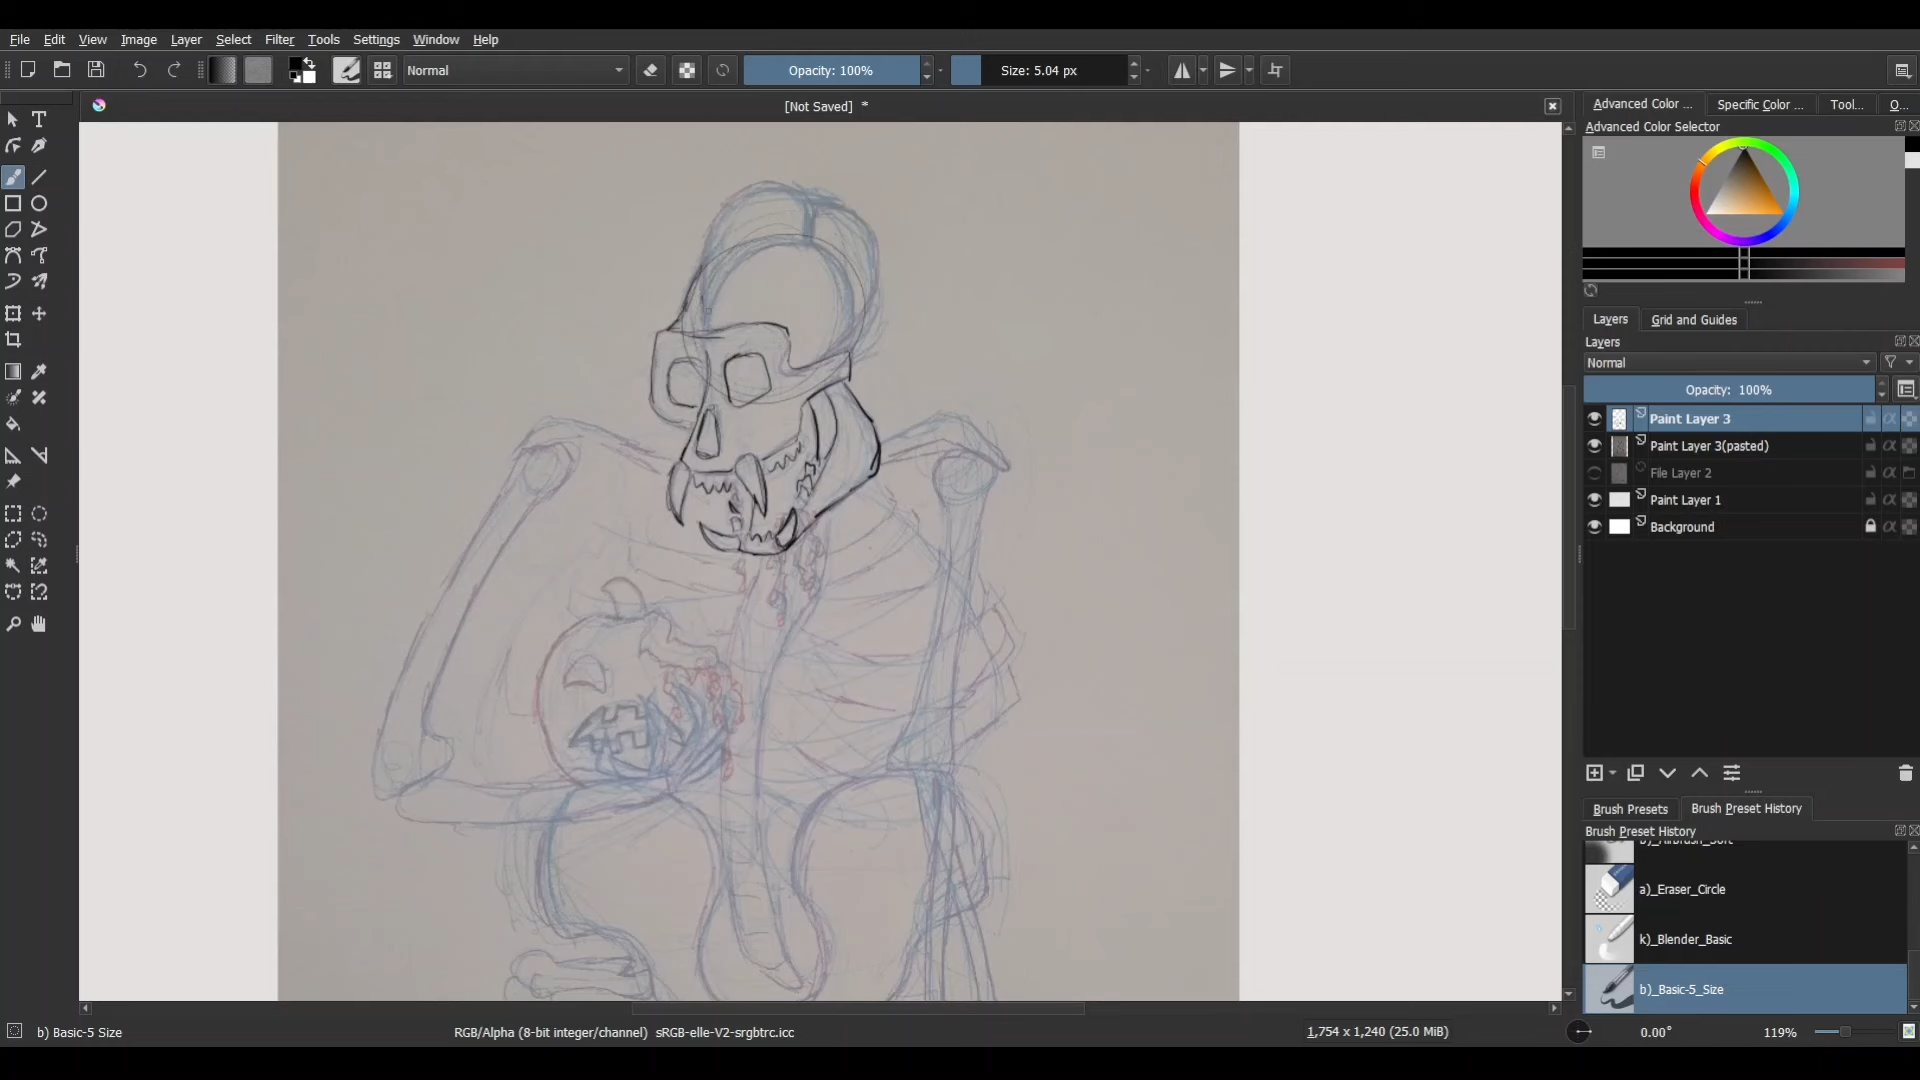 File Edit View Image Layer Select Filter Tools Settings Window Help
Normal Opacity: 100% Size: 5.04 px
[Not Saved] *
Advanced Color ... Specific Color ... Tool... O...
Advanced Color Selector
Layers Grid and Guides
Layers
Normal
Opacity: 100%
Paint Layer 3
Paint Layer 3(pasted)
File Layer 2
Paint Layer 1
Background
Brush Presets Brush Preset History
Brush Preset History
b)_Airbrush_Soft
a)_Eraser_Circle
k)_Blender_Basic
b)_Basic-5_Size
b) Basic-5 Size RGB/Alpha (8-bit integer/channel) sRGB-elle-V2-srgbtrc.icc 1,754 x 1,240 (25.0 MiB) 0.00° 119%